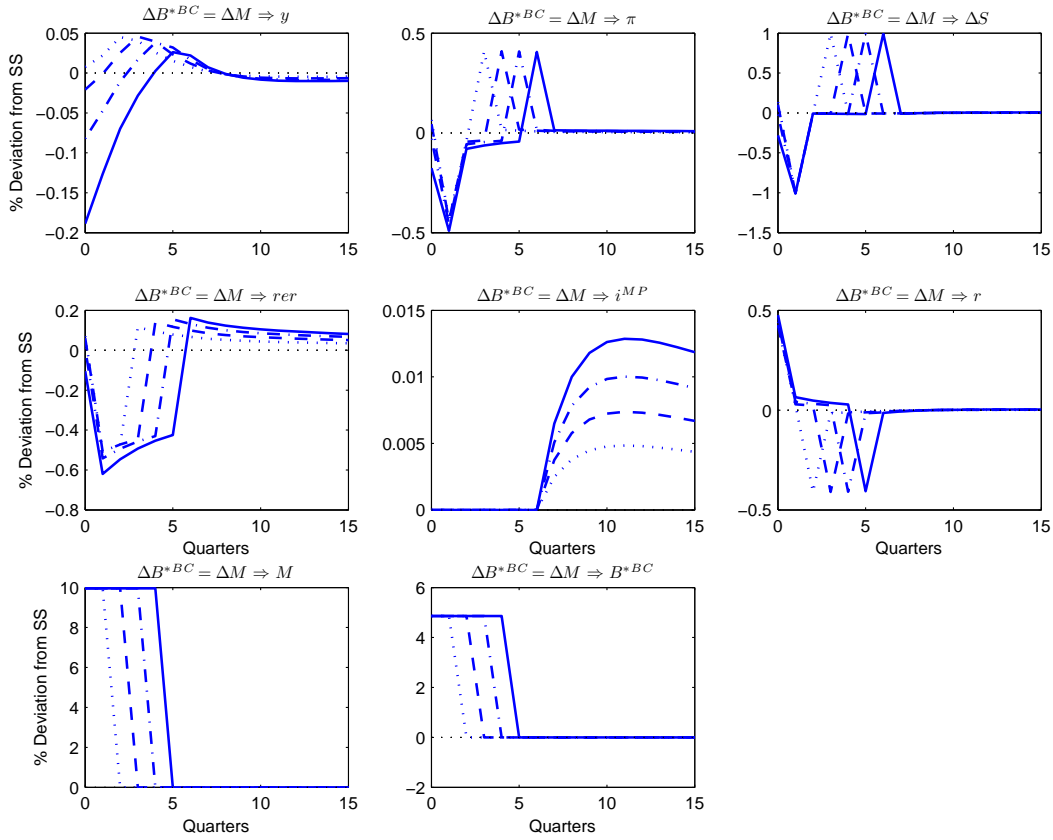 ΔB*BC = ΔM ⇒ y
ΔB*BC = ΔM ⇒ π
ΔB*BC = ΔM ⇒ ΔS
% Deviation from SS
0.05
0
−0.05
−0.1
−0.15
−0.2
0 5 10 15
0.5
0
−0.5
0 5 10 15
1
0.5
0
−0.5
−1
−1.5
0 5 10 15
ΔB*BC = ΔM ⇒ rer
ΔB*BC = ΔM ⇒ iMP
ΔB*BC = ΔM ⇒ r
% Deviation from SS
0.2
0
−0.2
−0.4
−0.6
−0.8
0 5 10 15
Quarters
0.015
0.01
0.005
0
0 5 10 15
Quarters
0.5
0
−0.5
0 5 10 15
Quarters
ΔB*BC = ΔM ⇒ M
ΔB*BC = ΔM ⇒ B*BC
% Deviation from SS
10
8
6
4
2
0
0 5 10 15
Quarters
6
4
2
0
−2
0 5 10 15
Quarters